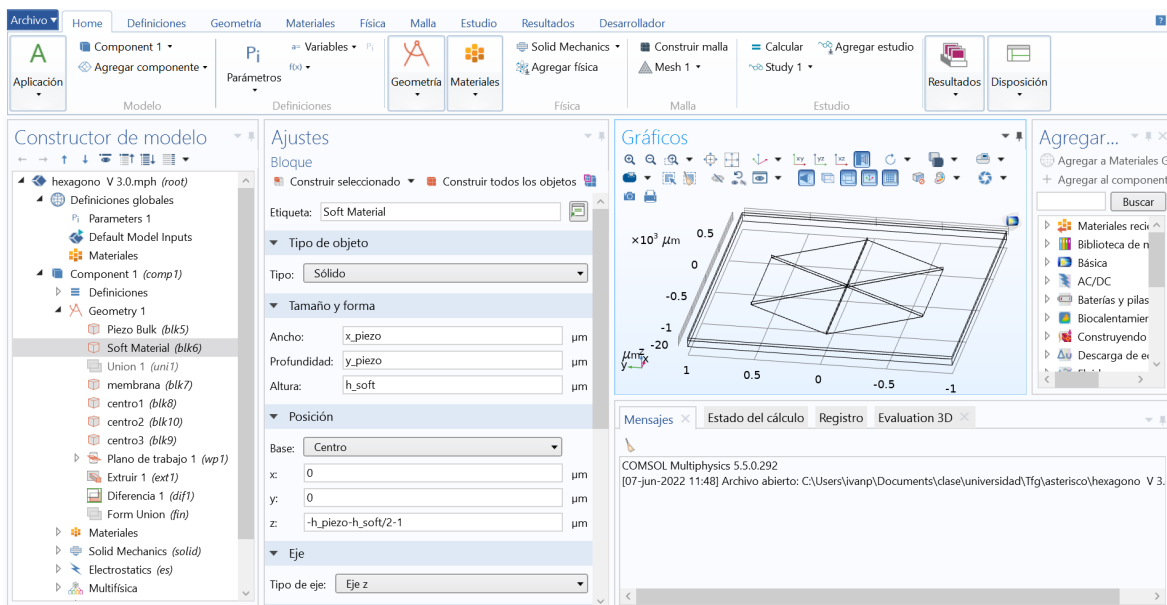 Archivo Home Definiciones Geometría Materiales Física Malla Estudio Resultados Desarrollador
Component 1
a= Variables
Pi
Solid Mechanics
Construir malla
= Calcular
Agregar estudio
A
Pi
Agregar componente
f(x)
Agregar física
Mesh 1
Study 1
Aplicación
Parámetros
Geometría
Materiales
Resultados
Disposición
Modelo
Definiciones
Física
Malla
Estudio
Constructor de modelo
hexagono V 3.0.mph (root)
Definiciones globales
Pi Parameters 1
Default Model Inputs
Materiales
Component 1 (comp1)
Definiciones
Geometry 1
Piezo Bulk (blk5)
Soft Material (blk6)
Union 1 (uni1)
membrana (blk7)
centro1 (blk8)
centro2 (blk10)
centro3 (blk9)
Plano de trabajo 1 (wp1)
Extruir 1 (ext1)
Diferencia 1 (dif1)
Form Union (fin)
Materiales
Solid Mechanics (solid)
Electrostatics (es)
Multifísica
Ajustes
Bloque
Construir seleccionado
Construir todos los objetos
Etiqueta: Soft Material
Tipo de objeto
Tipo: Sólido
Tamaño y forma
Ancho: x_piezo µm
Profundidad: y_piezo µm
Altura: h_soft µm
Posición
Base: Centro
x: 0 µm
y: 0 µm
z: -h_piezo-h_soft/2-1 µm
Eje
Tipo de eje: Eje z
Gráficos
xy yz xz
×10³ µm
0.5
0
-0.5
-1
-20
µm
z
x
y
1
0.5
0
-0.5
-1
Mensajes Estado del cálculo Registro Evaluation 3D
COMSOL Multiphysics 5.5.0.292
[07-jun-2022 11:48] Archivo abierto: C:\Users\ivanp\Documents\clase\universidad\Tfg\asterisco\hexagono V 3.
Agregar...
Agregar a Materiales G
+ Agregar al component
Buscar
Materiales recie
Biblioteca de n
Básica
AC/DC
Baterías y pilas
Biocalentamier
Construyendo
Descarga de e